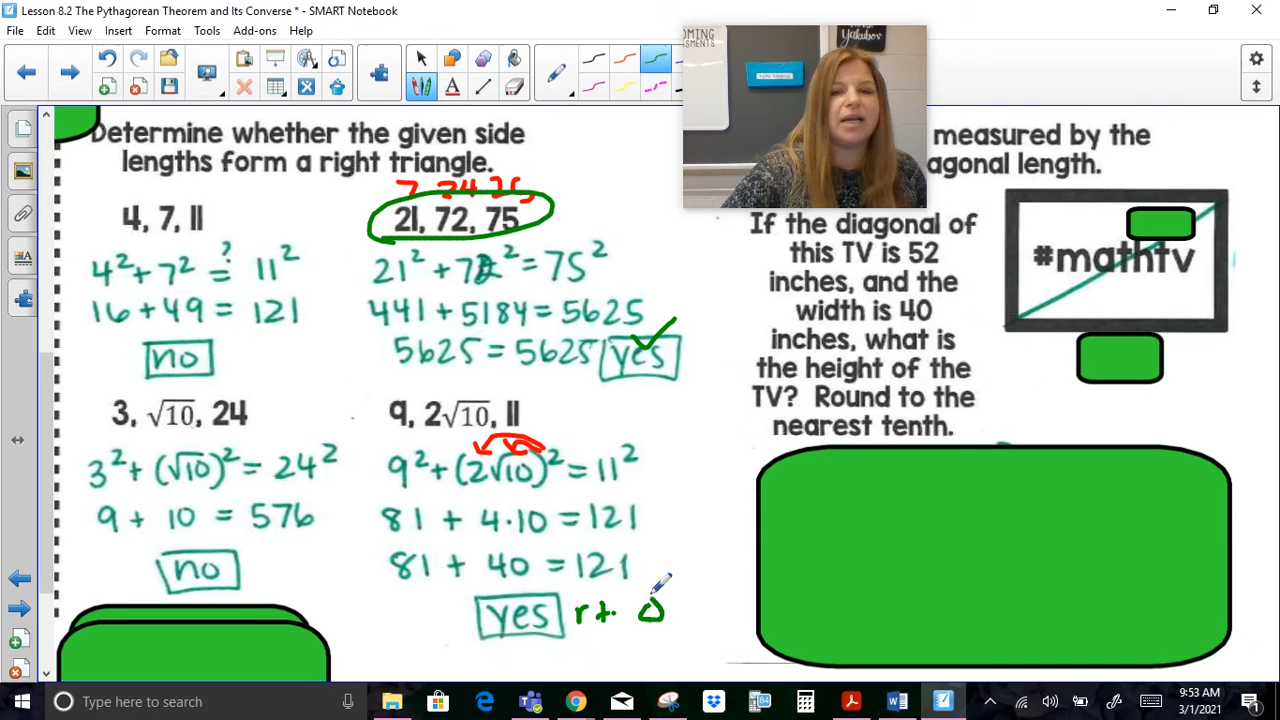 Lesson 8.2 The Pythagorean Theorem and Its Converse * - SMART Notebook
File Edit View Insert Format Tools Add-ons Help
OMING
SSMENTS
Yakubov
Determine whether the given side
lengths form a right triangle.
4, 7, 11
4² + 7² ?= 11²
16 + 49 = 121
no
7 24 25
21, 72, 75
21² + 72² = 75²
441 + 5184 = 5625
5625 = 5625 yes
3, √10, 24
3² + (√10)² = 24²
9 + 10 = 576
no
9, 2√10, 11
9² + (2√10)² = 11²
81 + 4·10 = 121
81 + 40 = 121
yes rt. △
measured by the
agonal length.
If the diagonal of
this TV is 52
inches, and the
width is 40
inches, what is
the height of the
TV? Round to the
nearest tenth.
#mathtv
Type here to search
9:53 AM
3/1/2021